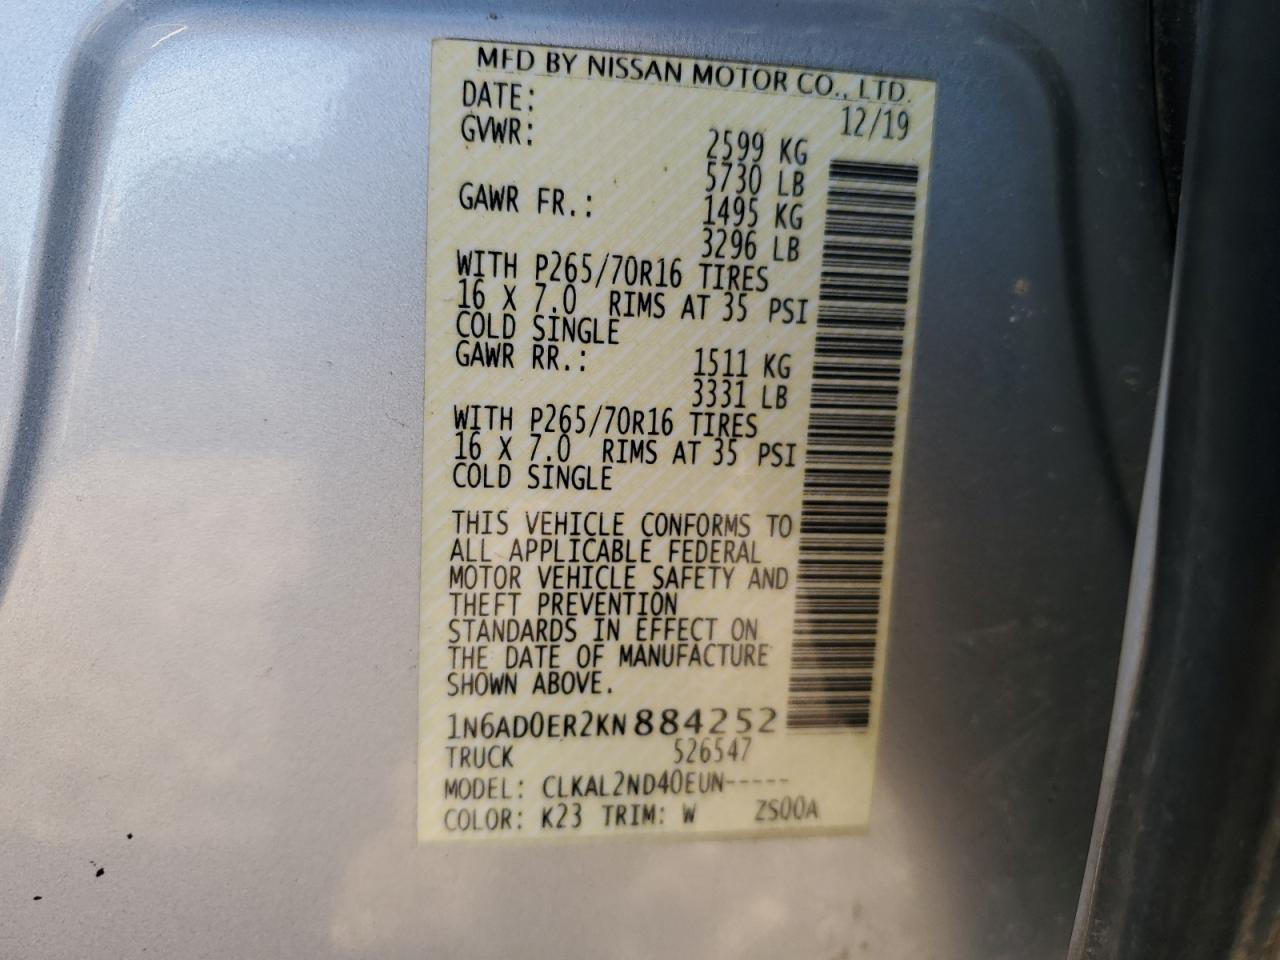 MFD BY NISSAN MOTOR CO., LTD.
DATE: 12/19
GVWR: 2599 KG
5730 LB
GAWR FR.: 1495 KG
3296 LB
WITH P265/70R16 TIRES
16 X 7.0 RIMS AT 35 PSI
COLD SINGLE
GAWR RR.: 1511 KG
3331 LB
WITH P265/70R16 TIRES
16 X 7.0 RIMS AT 35 PSI
COLD SINGLE
THIS VEHICLE CONFORMS TO
ALL APPLICABLE FEDERAL
MOTOR VEHICLE SAFETY AND
THEFT PREVENTION
STANDARDS IN EFFECT ON
THE DATE OF MANUFACTURE
SHOWN ABOVE.
1N6AD0ER2KN884252
TRUCK 526547
MODEL: CLKAL2ND40EUN-----
COLOR: K23 TRIM: W ZS00A